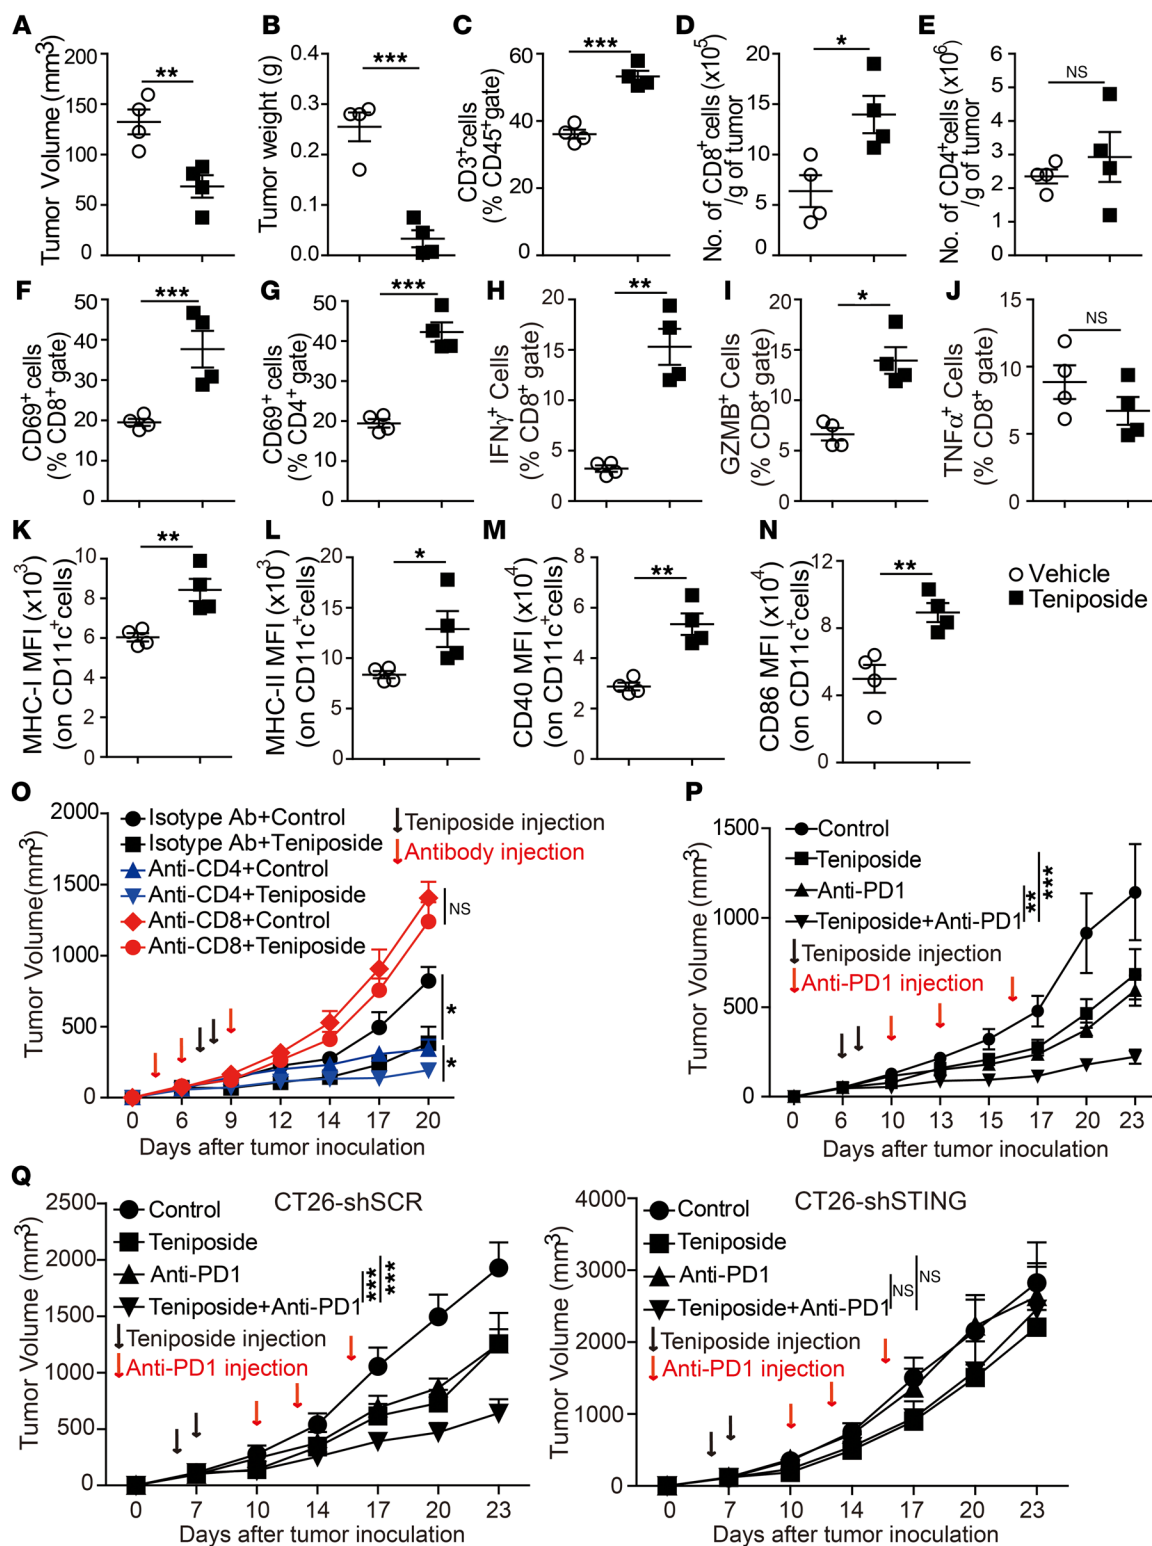 A
Tumor Volume (mm³)
200
150
100
50
0
**
B
Tumor weight (g)
0.4
0.3
0.2
0.1
0.0
***
C
CD3⁺cells
(% CD45⁺gate)
60
40
20
0
***
D
No. of CD8⁺cells (x10⁵)
/g of tumor
20
15
10
5
0
*
E
No. of CD4⁺cells (x10⁶)
/g of tumor
6
5
4
3
2
1
0
NS
F
CD69⁺cells
(% CD8⁺gate)
50
40
30
20
10
0
***
G
CD69⁺cells
(% CD4⁺gate)
50
40
30
20
10
0
***
H
IFNγ⁺ Cells
(% CD8⁺ gate)
20
15
10
5
0
**
I
GZMB⁺ Cells
(% CD8⁺ gate)
20
15
10
5
0
*
J
TNFα⁺ Cells
(% CD8⁺ gate)
15
10
5
0
NS
K
MHC-I MFI (x10³)
(on CD11c⁺cells)
10
8
6
4
2
0
**
L
MHC-II MFI (x10³)
(on CD11c⁺cells)
20
15
10
5
0
*
M
CD40 MFI (x10⁴)
(on CD11c⁺cells)
8
6
4
2
0
**
N
CD86 MFI (x10⁴)
(on CD11c⁺cells)
12
8
4
0
**
Vehicle
Teniposide
O
Tumor Volume(mm³)
2000
1500
1000
500
0
Isotype Ab+Control
Isotype Ab+Teniposide
Anti-CD4+Control
Anti-CD4+Teniposide
Anti-CD8+Control
Anti-CD8+Teniposide
Teniposide injection
Antibody injection
NS
*
*
0 6 9 12 14 17 20
Days after tumor inoculation
P
Tumor Volume (mm³)
1500
1000
500
0
Control
Teniposide
Anti-PD1
Teniposide+Anti-PD1
Teniposide injection
Anti-PD1 injection
**
***
0 6 10 13 15 17 20 23
Days after tumor inoculation
Q
CT26-shSCR
Tumor Volume (mm³)
2500
2000
1500
1000
500
0
Control
Teniposide
Anti-PD1
Teniposide+Anti-PD1
Teniposide injection
Anti-PD1 injection
***
***
0 7 10 14 17 20 23
Days after tumor inoculation
CT26-shSTING
Tumor Volume (mm³)
4000
3000
2000
1000
0
Control
Teniposide
Anti-PD1
Teniposide+Anti-PD1
Teniposide injection
Anti-PD1 injection
NS
NS
0 7 10 14 17 20 23
Days after tumor inoculation